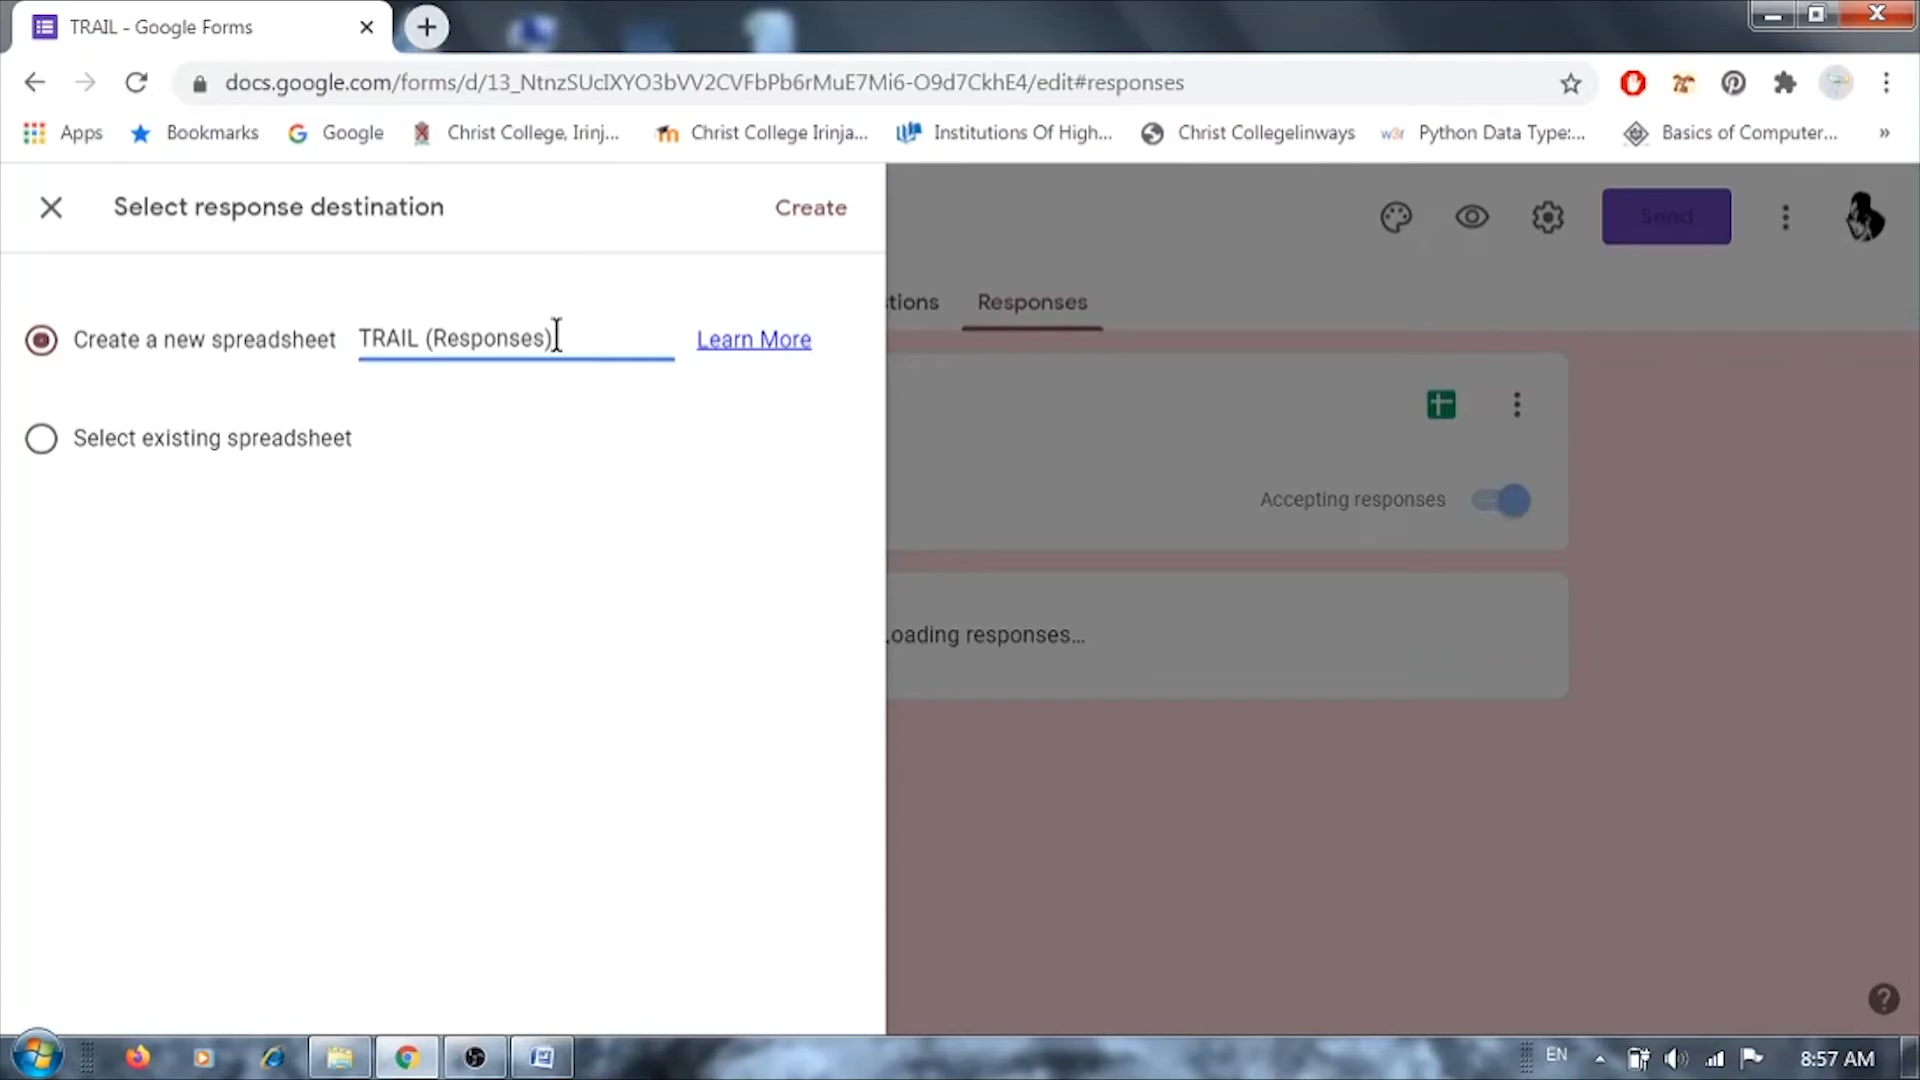 TRAIL - Google Forms
docs.google.com/forms/d/13_NtnzSUcIXYO3bVV2CVFbPb6rMuE7Mi6-O9d7CkhE4/edit#responses
Apps Bookmarks Google Christ College, Irinj... Christ College Irinja... Institutions Of High... Christ Collegelinways Python Data Type:... Basics of Computer... »
Select response destination Create
Send
tions Responses
Create a new spreadsheet TRAIL (Responses) Learn More
Select existing spreadsheet
Accepting responses
oading responses...
EN 8:57 AM